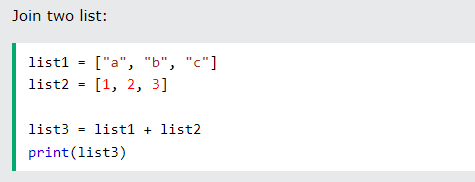 Join two list:
list1 = ["a", "b", "c"]
list2 = [1, 2, 3]
list3 = list1 + list2
print(list3)